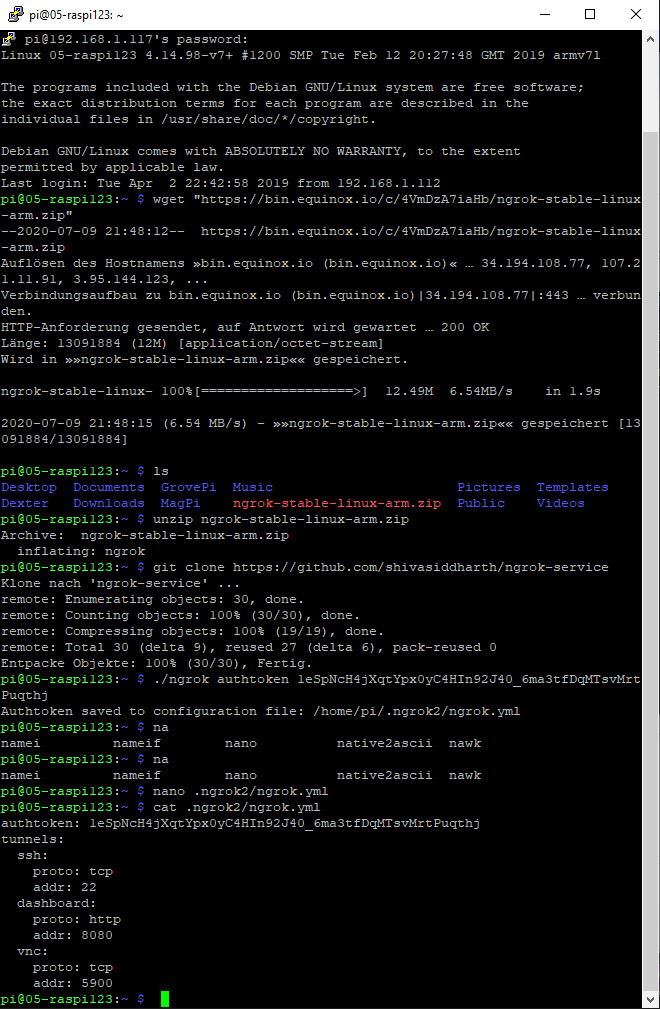 pi@05-raspi123: ~
pi@192.168.1.117's password:
Linux 05-raspi123 4.14.98-v7+ #1200 SMP Tue Feb 12 20:27:48 GMT 2019 armv7l
The programs included with the Debian GNU/Linux system are free software;
the exact distribution terms for each program are described in the
individual files in /usr/share/doc/*/copyright.
Debian GNU/Linux comes with ABSOLUTELY NO WARRANTY, to the extent
permitted by applicable law.
Last login: Tue Apr  2 22:42:58 2019 from 192.168.1.112
pi@05-raspi123:~ $ wget "https://bin.equinox.io/c/4VmDzA7iaHb/ngrok-stable-linux
-arm.zip"
--2020-07-09 21:48:12--  https://bin.equinox.io/c/4VmDzA7iaHb/ngrok-stable-linux
-arm.zip
Auflösen des Hostnamens »bin.equinox.io (bin.equinox.io)« … 34.194.108.77, 107.2
1.11.91, 3.95.144.123, ...
Verbindungsaufbau zu bin.equinox.io (bin.equinox.io)|34.194.108.77|:443 … verbun
den.
HTTP-Anforderung gesendet, auf Antwort wird gewartet … 200 OK
Länge: 13091884 (12M) [application/octet-stream]
Wird in »»ngrok-stable-linux-arm.zip«« gespeichert.
ngrok-stable-linux- 100%[===================>]  12.49M  6.54MB/s    in 1.9s
2020-07-09 21:48:15 (6.54 MB/s) - »»ngrok-stable-linux-arm.zip«« gespeichert [13
091884/13091884]
pi@05-raspi123:~ $ ls
Desktop  Documents  GrovePi  Music                       Pictures  Templates
Dexter   Downloads  MagPi    ngrok-stable-linux-arm.zip  Public    Videos
pi@05-raspi123:~ $ unzip ngrok-stable-linux-arm.zip
Archive:  ngrok-stable-linux-arm.zip
  inflating: ngrok
pi@05-raspi123:~ $ git clone https://github.com/shivasiddharth/ngrok-service
Klone nach 'ngrok-service' ...
remote: Enumerating objects: 30, done.
remote: Counting objects: 100% (30/30), done.
remote: Compressing objects: 100% (19/19), done.
remote: Total 30 (delta 9), reused 27 (delta 6), pack-reused 0
Entpacke Objekte: 100% (30/30), Fertig.
pi@05-raspi123:~ $ ./ngrok authtoken 1eSpNcH4jXqtYpx0yC4HIn92J40_6ma3tfDqMTsvMrt
Puqthj
Authtoken saved to configuration file: /home/pi/.ngrok2/ngrok.yml
pi@05-raspi123:~ $ na
namei         nameif        nano          native2ascii  nawk
pi@05-raspi123:~ $ na
namei         nameif        nano          native2ascii  nawk
pi@05-raspi123:~ $ nano .ngrok2/ngrok.yml
pi@05-raspi123:~ $ cat .ngrok2/ngrok.yml
authtoken: 1eSpNcH4jXqtYpx0yC4HIn92J40_6ma3tfDqMTsvMrtPuqthj
tunnels:
  ssh:
    proto: tcp
    addr: 22
  dashboard:
    proto: http
    addr: 8080
  vnc:
    proto: tcp
    addr: 5900
pi@05-raspi123:~ $